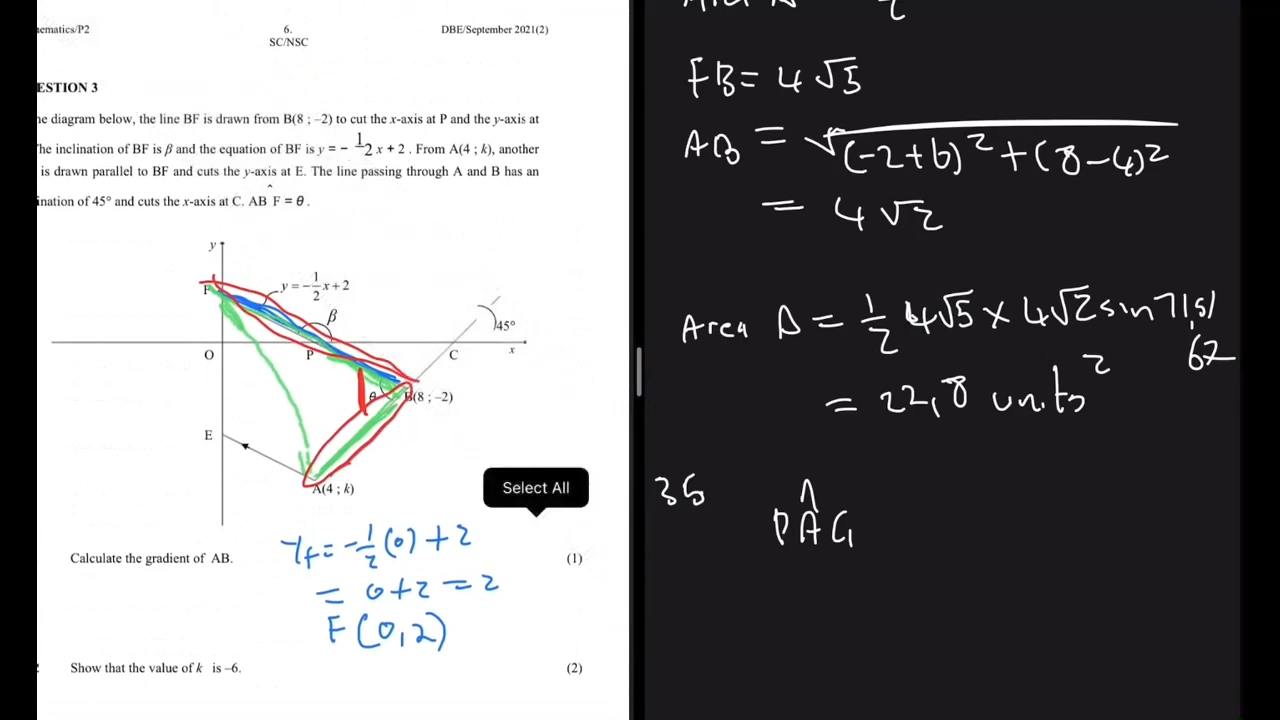 ematics/P2
6.
SC/NSC
DBE/September 2021(2)
ESTION 3
he diagram below, the line BF is drawn from B(8 ; –2) to cut the x-axis at P and the y-axis at
he inclination of BF is β and the equation of BF is y = – 1/2 x + 2 . From A(4 ; k), another
is drawn parallel to BF and cuts the y-axis at E. The line passing through A and B has an
ination of 45° and cuts the x-axis at C. AB̂F = θ .
y
F
y = –1/2x + 2
β
45°
O
P
C
x
θ
B(8 ; –2)
E
A(4 ; k)
Select All
Calculate the gradient of AB.
(1)
yf = –1/2(0) + 2
= 0+2 = 2
F(0,2)
Show that the value of k is –6.
(2)
FB = 4√5
AB = √(-2+6)²+(8-4)²
= 4√2
Area Δ = 1/2 4√5 × 4√2 sin 71,5/
62
= 22,8 units²
35
PÂG